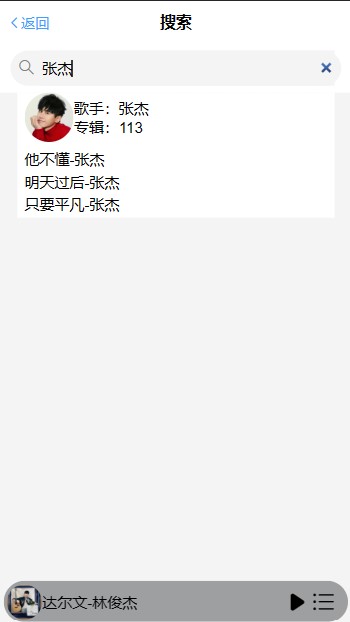 返回
搜索
张杰
歌手：张杰
专辑：113
他不懂-张杰
明天过后-张杰
只要平凡-张杰
达尔文-林俊杰